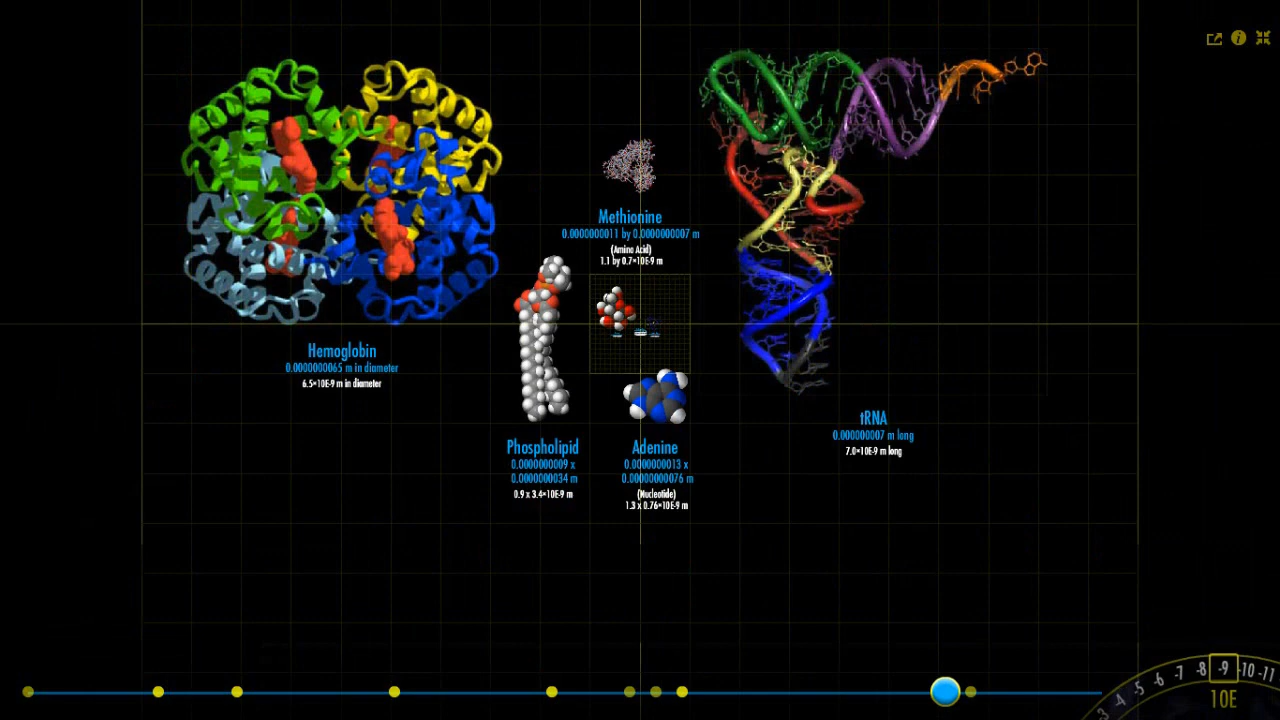 Methionine
0.0000000011 by 0.0000000007 m
(Amino Acid)
1.1 by 0.7×10E-9 m
Hemoglobin
0.0000000065 m in diameter
6.5×10E-9 m in diameter
tRNA
0.000000007 m long
7.0×10E-9 m long
Phospholipid
0.0000000009 x
0.0000000034 m
0.9 x 3.4×10E-9 m
Adenine
0.0000000013 x
0.00000000076 m
(Nucleotide)
1.3 x 0.76×10E-9 m
-3 -4 -5 -6 -7 -8 -9 -10 -11
10E